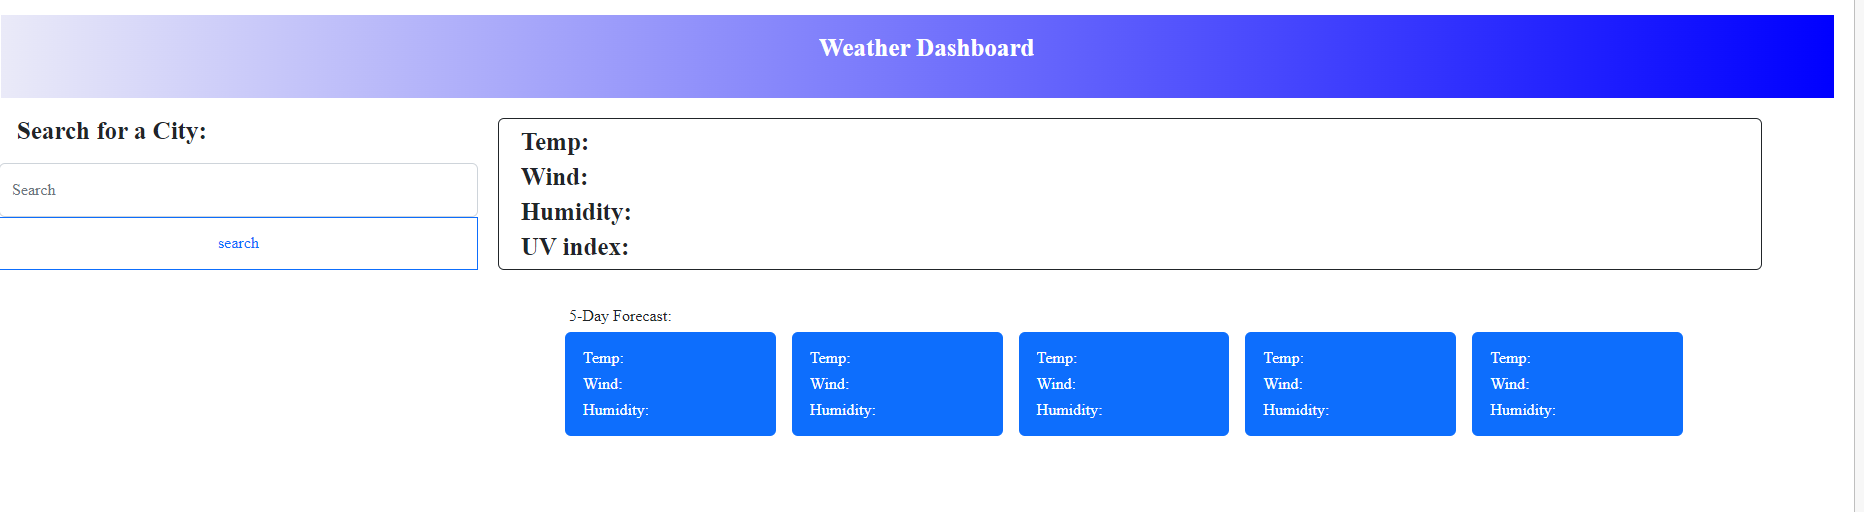 Weather Dashboard
Search for a City:
Search
search
Temp:
Wind:
Humidity:
UV index:
5-Day Forecast:
Temp:
Wind:
Humidity:
Temp:
Wind:
Humidity:
Temp:
Wind:
Humidity:
Temp:
Wind:
Humidity:
Temp:
Wind:
Humidity: